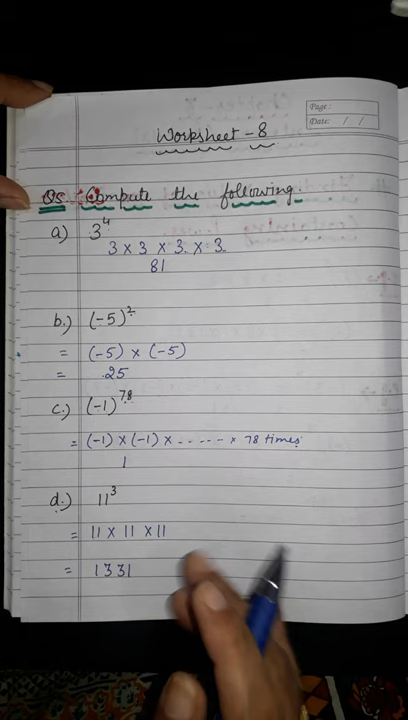 Page:
Date: / /
Worksheet - 8
Q5. Compute the following.
a) 3⁴
3 × 3 × 3 × 3
81
b.) (-5)²
= (-5) × (-5)
= 25
c.) (-1)⁷⁸
= (-1) × (-1) × ------ × 78 times
1
d.) 11³
= 11 × 11 × 11
= 1331